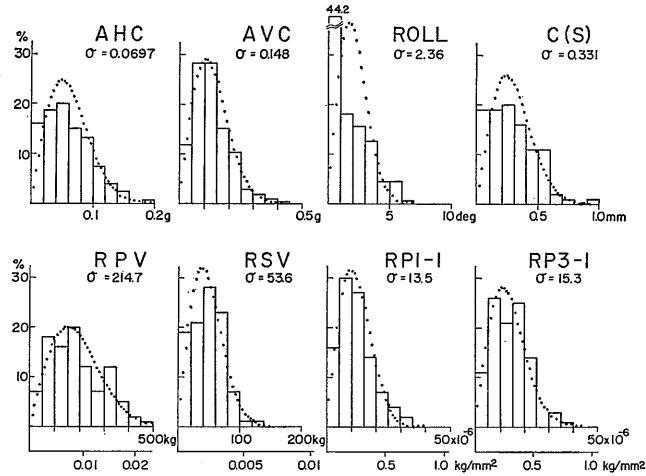 44.2
% AHC AVC ROLL C(S)
σ=0.0697 σ=0.148 σ=2.36 σ=0.331
30
20
10
0.1 0.2g 0.5g 5 10deg 0.5 1.0mm
% RPV RSV RP1-1 RP3-1
30 σ=214.7 σ=53.6 σ=13.5 σ=15.3
20
10
500kg 100 200kg 50x10⁻⁶ 50x10⁻⁶
0.01 0.02 0.005 0.01 0.5 1.0 kg/mm² 0.5 1.0 kg/mm²